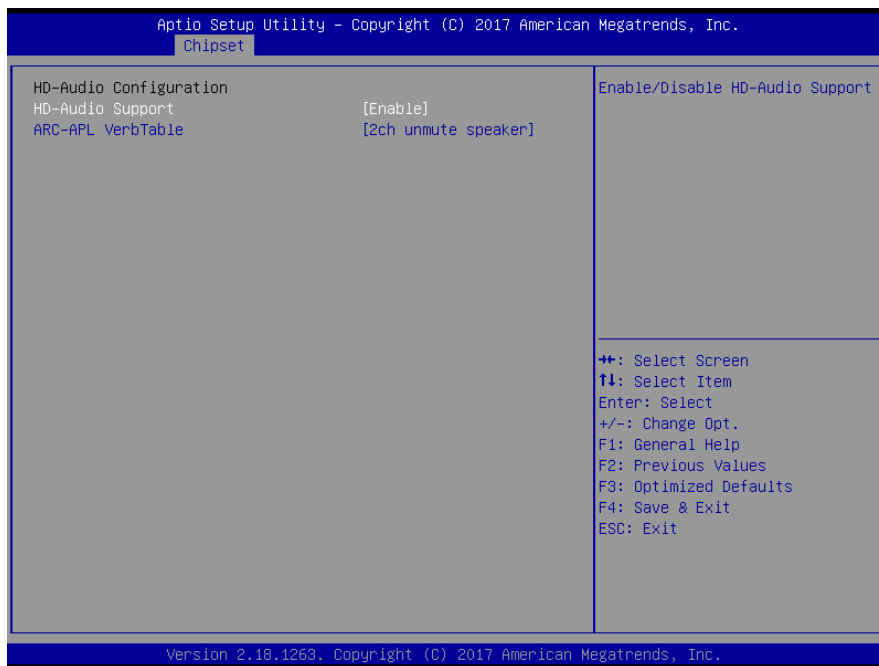 Aptio Setup Utility – Copyright (C) 2017 American Megatrends, Inc.
Chipset
HD-Audio Configuration
HD-Audio Support [Enable]
ARC-APL VerbTable [2ch unmute speaker]
Enable/Disable HD-Audio Support
→←: Select Screen
↑↓: Select Item
Enter: Select
+/-: Change Opt.
F1: General Help
F2: Previous Values
F3: Optimized Defaults
F4: Save & Exit
ESC: Exit
Version 2.18.1263. Copyright (C) 2017 American Megatrends, Inc.